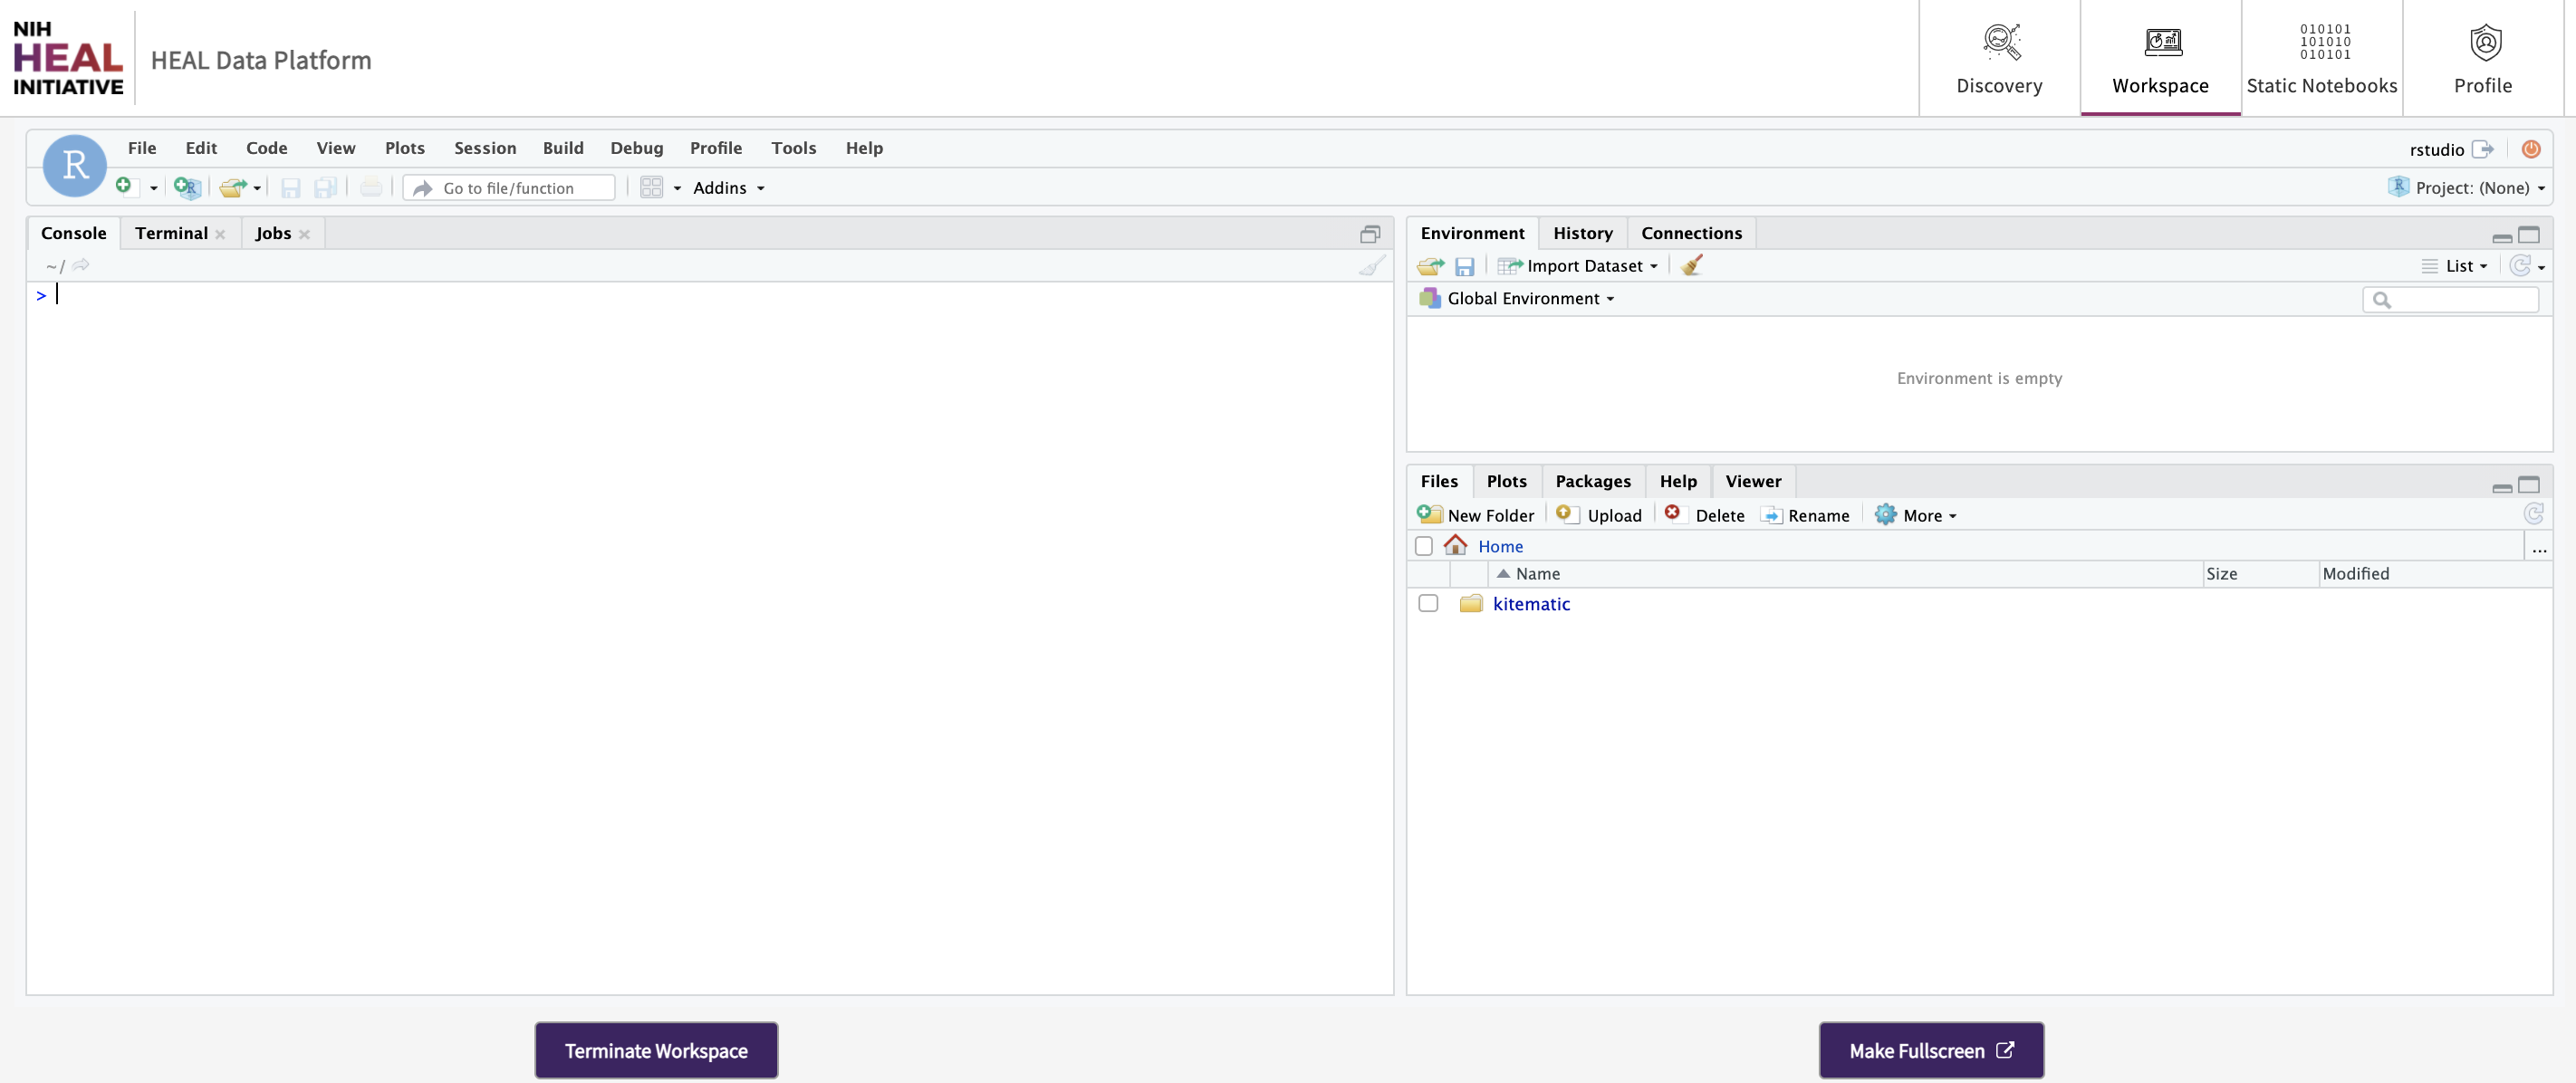 NIH
HEAL
INITIATIVE
HEAL Data Platform
Discovery
Workspace
010101
101010
010101
Static Notebooks
Profile
R
File Edit Code View Plots Session Build Debug Profile Tools Help
rstudio
R
Go to file/function
Addins
R
Project: (None)
Console Terminal Jobs
~/
>
Environment History Connections
Import Dataset
List
Global Environment
Environment is empty
Files Plots Packages Help Viewer
New Folder Upload Delete Rename More
Home
...
Name Size Modified
kitematic
Terminate Workspace
Make Fullscreen